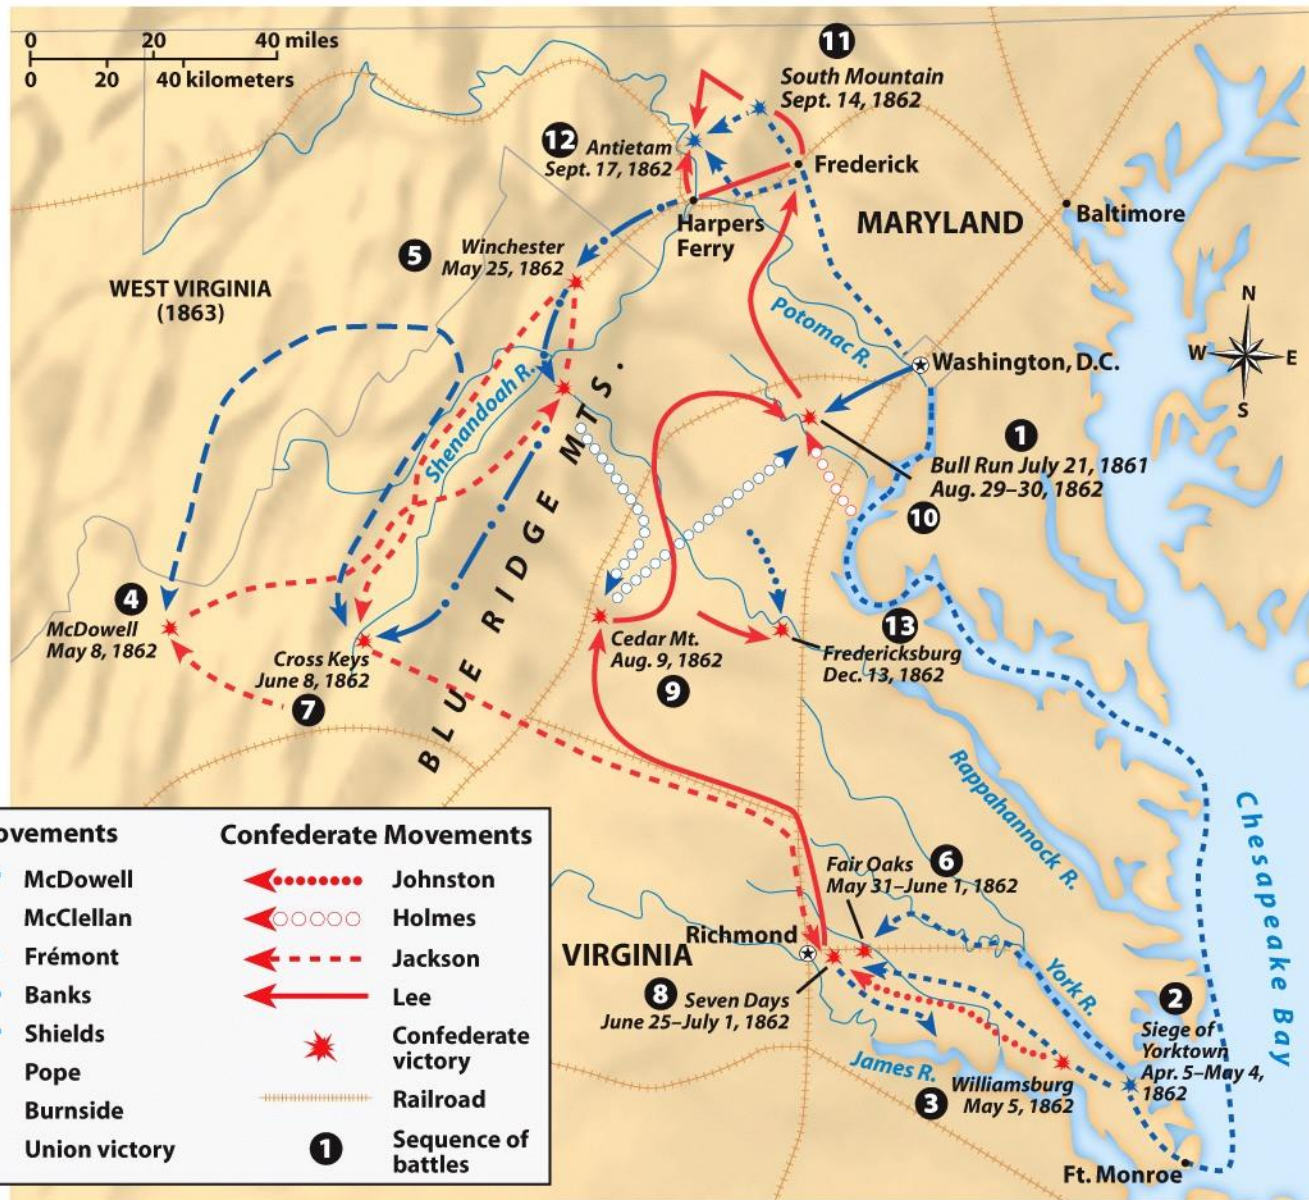 0 20 40 miles
0 20 40 kilometers
11
South Mountain
Sept. 14, 1862
12 Antietam
Sept. 17, 1862
Frederick
Harpers
Ferry
MARYLAND
Baltimore
5 Winchester
May 25, 1862
WEST VIRGINIA
(1863)
N
W E
S
Potomac R.
Washington, D.C.
Shenandoah R.
BLUE RIDGE MTS.
1
Bull Run July 21, 1861
Aug. 29–30, 1862
10
4
McDowell
May 8, 1862
Cross Keys
June 8, 1862
7
Cedar Mt.
Aug. 9, 1862
9
13
Fredericksburg
Dec. 13, 1862
Rappahannock R.
Chesapeake Bay
6
Fair Oaks
May 31–June 1, 1862
Richmond
VIRGINIA
8 Seven Days
June 25–July 1, 1862
York R.
2
Siege of
Yorktown
Apr. 5–May 4,
1862
James R.
Williamsburg
3 May 5, 1862
Ft. Monroe
ovements
McDowell
McClellan
Frémont
Banks
Shields
Pope
Burnside
Union victory
Confederate Movements
Johnston
Holmes
Jackson
Lee
Confederate
victory
Railroad
1 Sequence of
battles